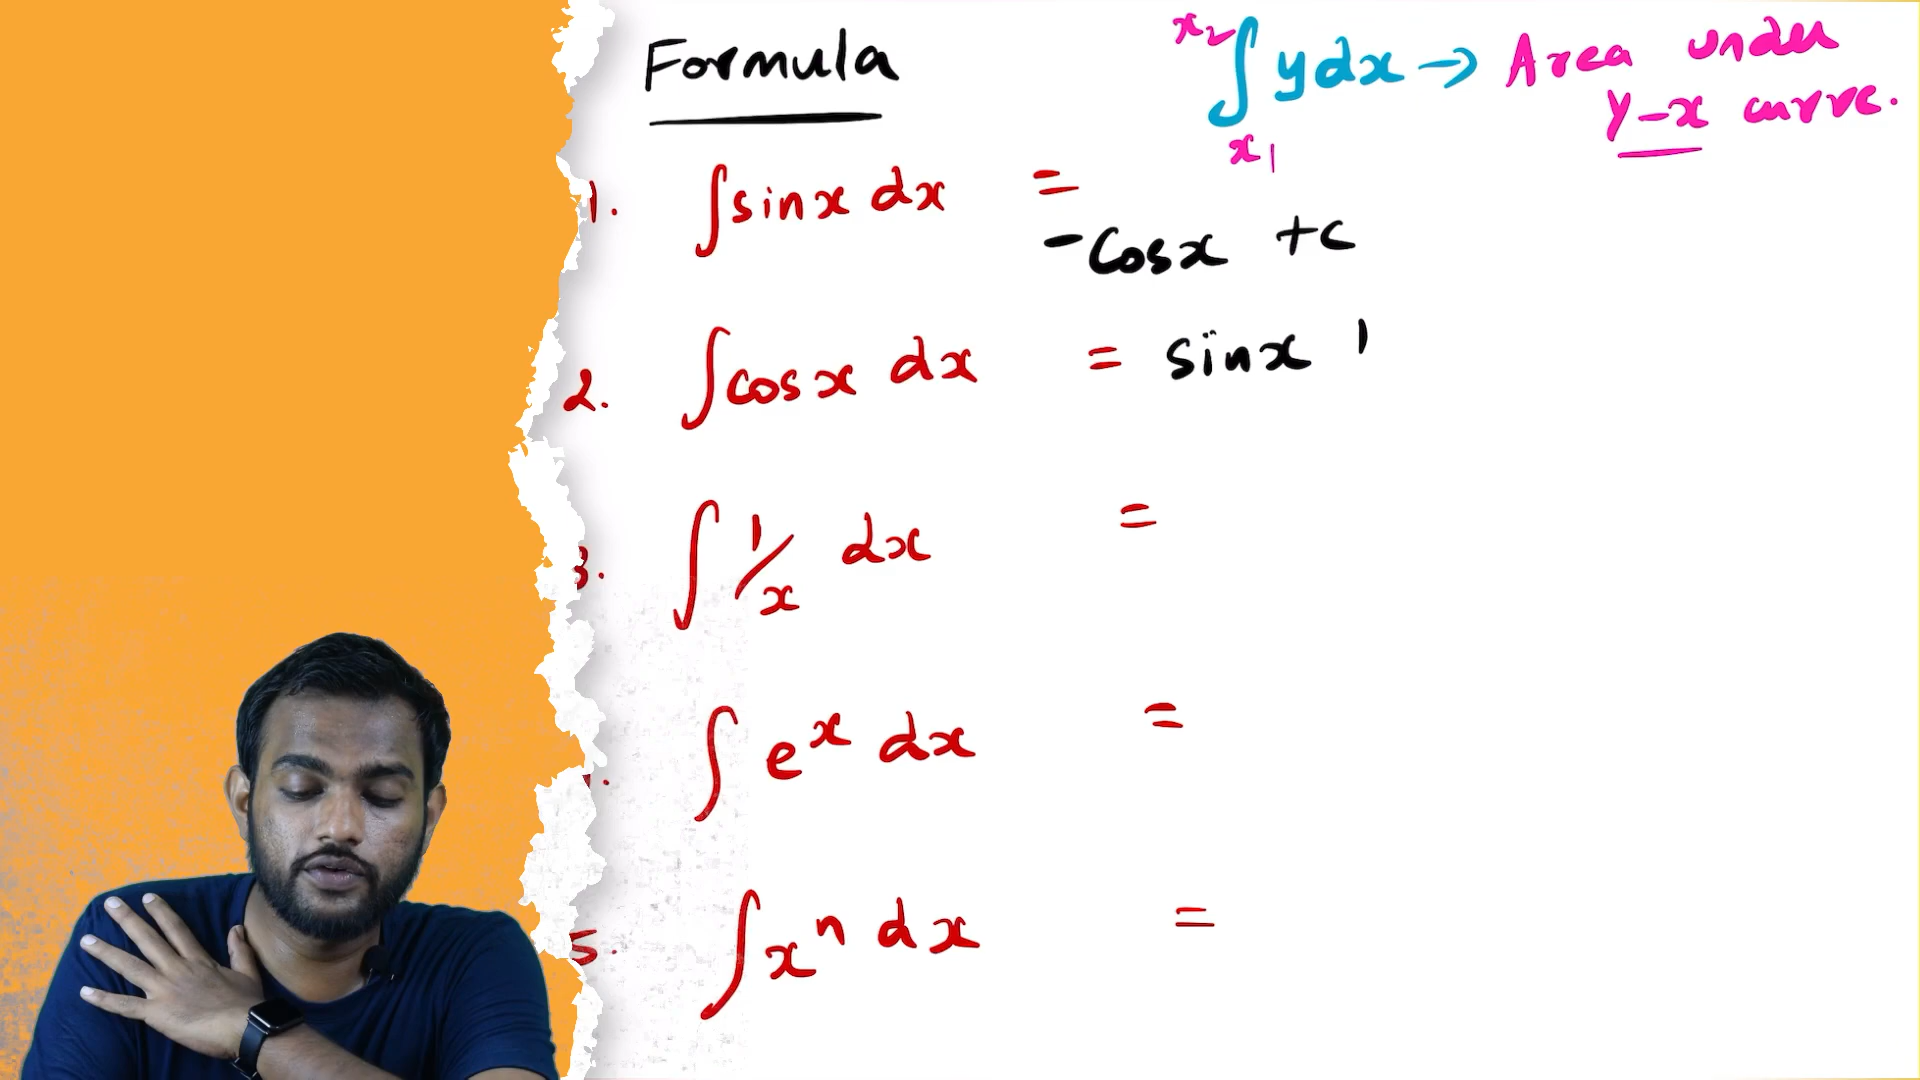 Formula
x₂ ∫ x₁ y dx → Area under
y-x curve.
1. ∫ sinx dx =
-cosx +c
2. ∫ cosx dx = sinx
3. ∫ 1/x dx =
∫ eˣ dx =
5. ∫ xⁿ dx =